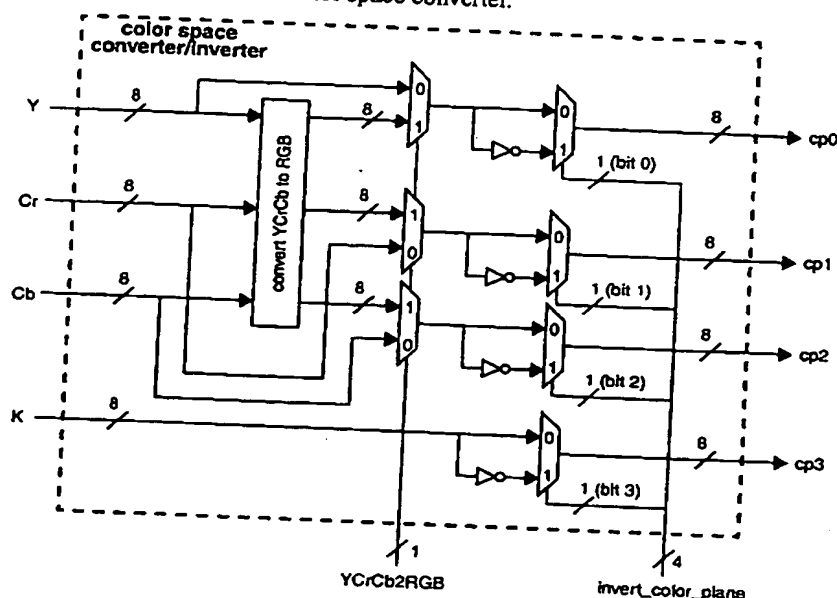 space converter.
color space
converter/inverter
Y
8
Cr
8
Cb
8
K
8
convert YCrCb to RGB
8
8
8
0
1
1
0
1
0
0
1
0
1
0
1
0
1
1 (bit 0)
1 (bit 1)
1 (bit 2)
1 (bit 3)
8
cp0
8
cp1
8
cp2
8
cp3
1
YCrCb2RGB
4
invert_color_plane